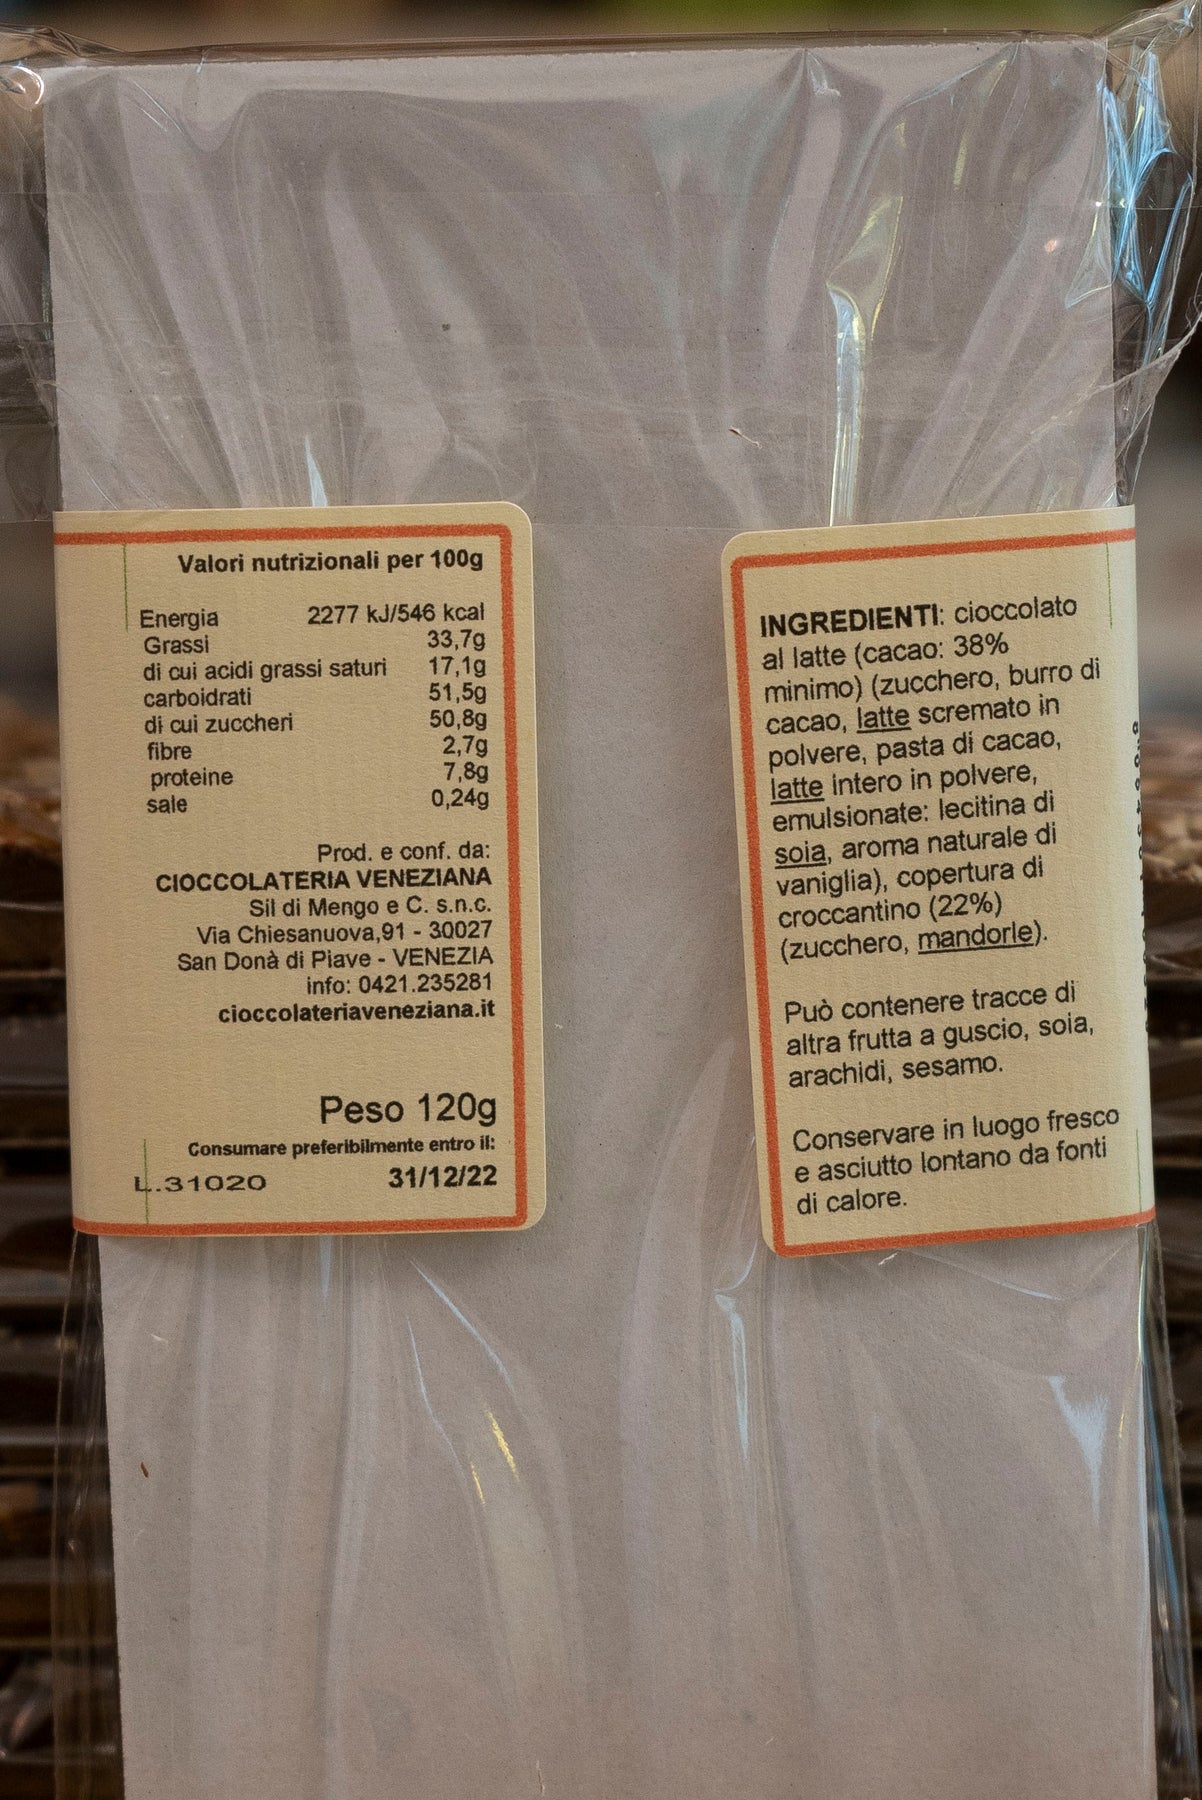 Valori nutrizionali per 100g
Energia 2277 kJ/546 kcal
Grassi 33,7g
di cui acidi grassi saturi 17,1g
carboidrati 51,5g
di cui zuccheri 50,8g
fibre 2,7g
proteine 7,8g
sale 0,24g
Prod. e conf. da:
CIOCCOLATERIA VENEZIANA
Sil di Mengo e C. s.n.c.
Via Chiesanuova,91 - 30027
San Donà di Piave - VENEZIA
info: 0421.235281
cioccolateriaveneziana.it
Peso 120g
Consumare preferibilmente entro il:
L.31020 31/12/22
INGREDIENTI: cioccolato
al latte (cacao: 38%
minimo) (zucchero, burro di
cacao, latte scremato in
polvere, pasta di cacao,
latte intero in polvere,
emulsionate: lecitina di
soia, aroma naturale di
vaniglia), copertura di
croccantino (22%)
(zucchero, mandorle).
Può contenere tracce di
altra frutta a guscio, soia,
arachidi, sesamo.
Conservare in luogo fresco
e asciutto lontano da fonti
di calore.